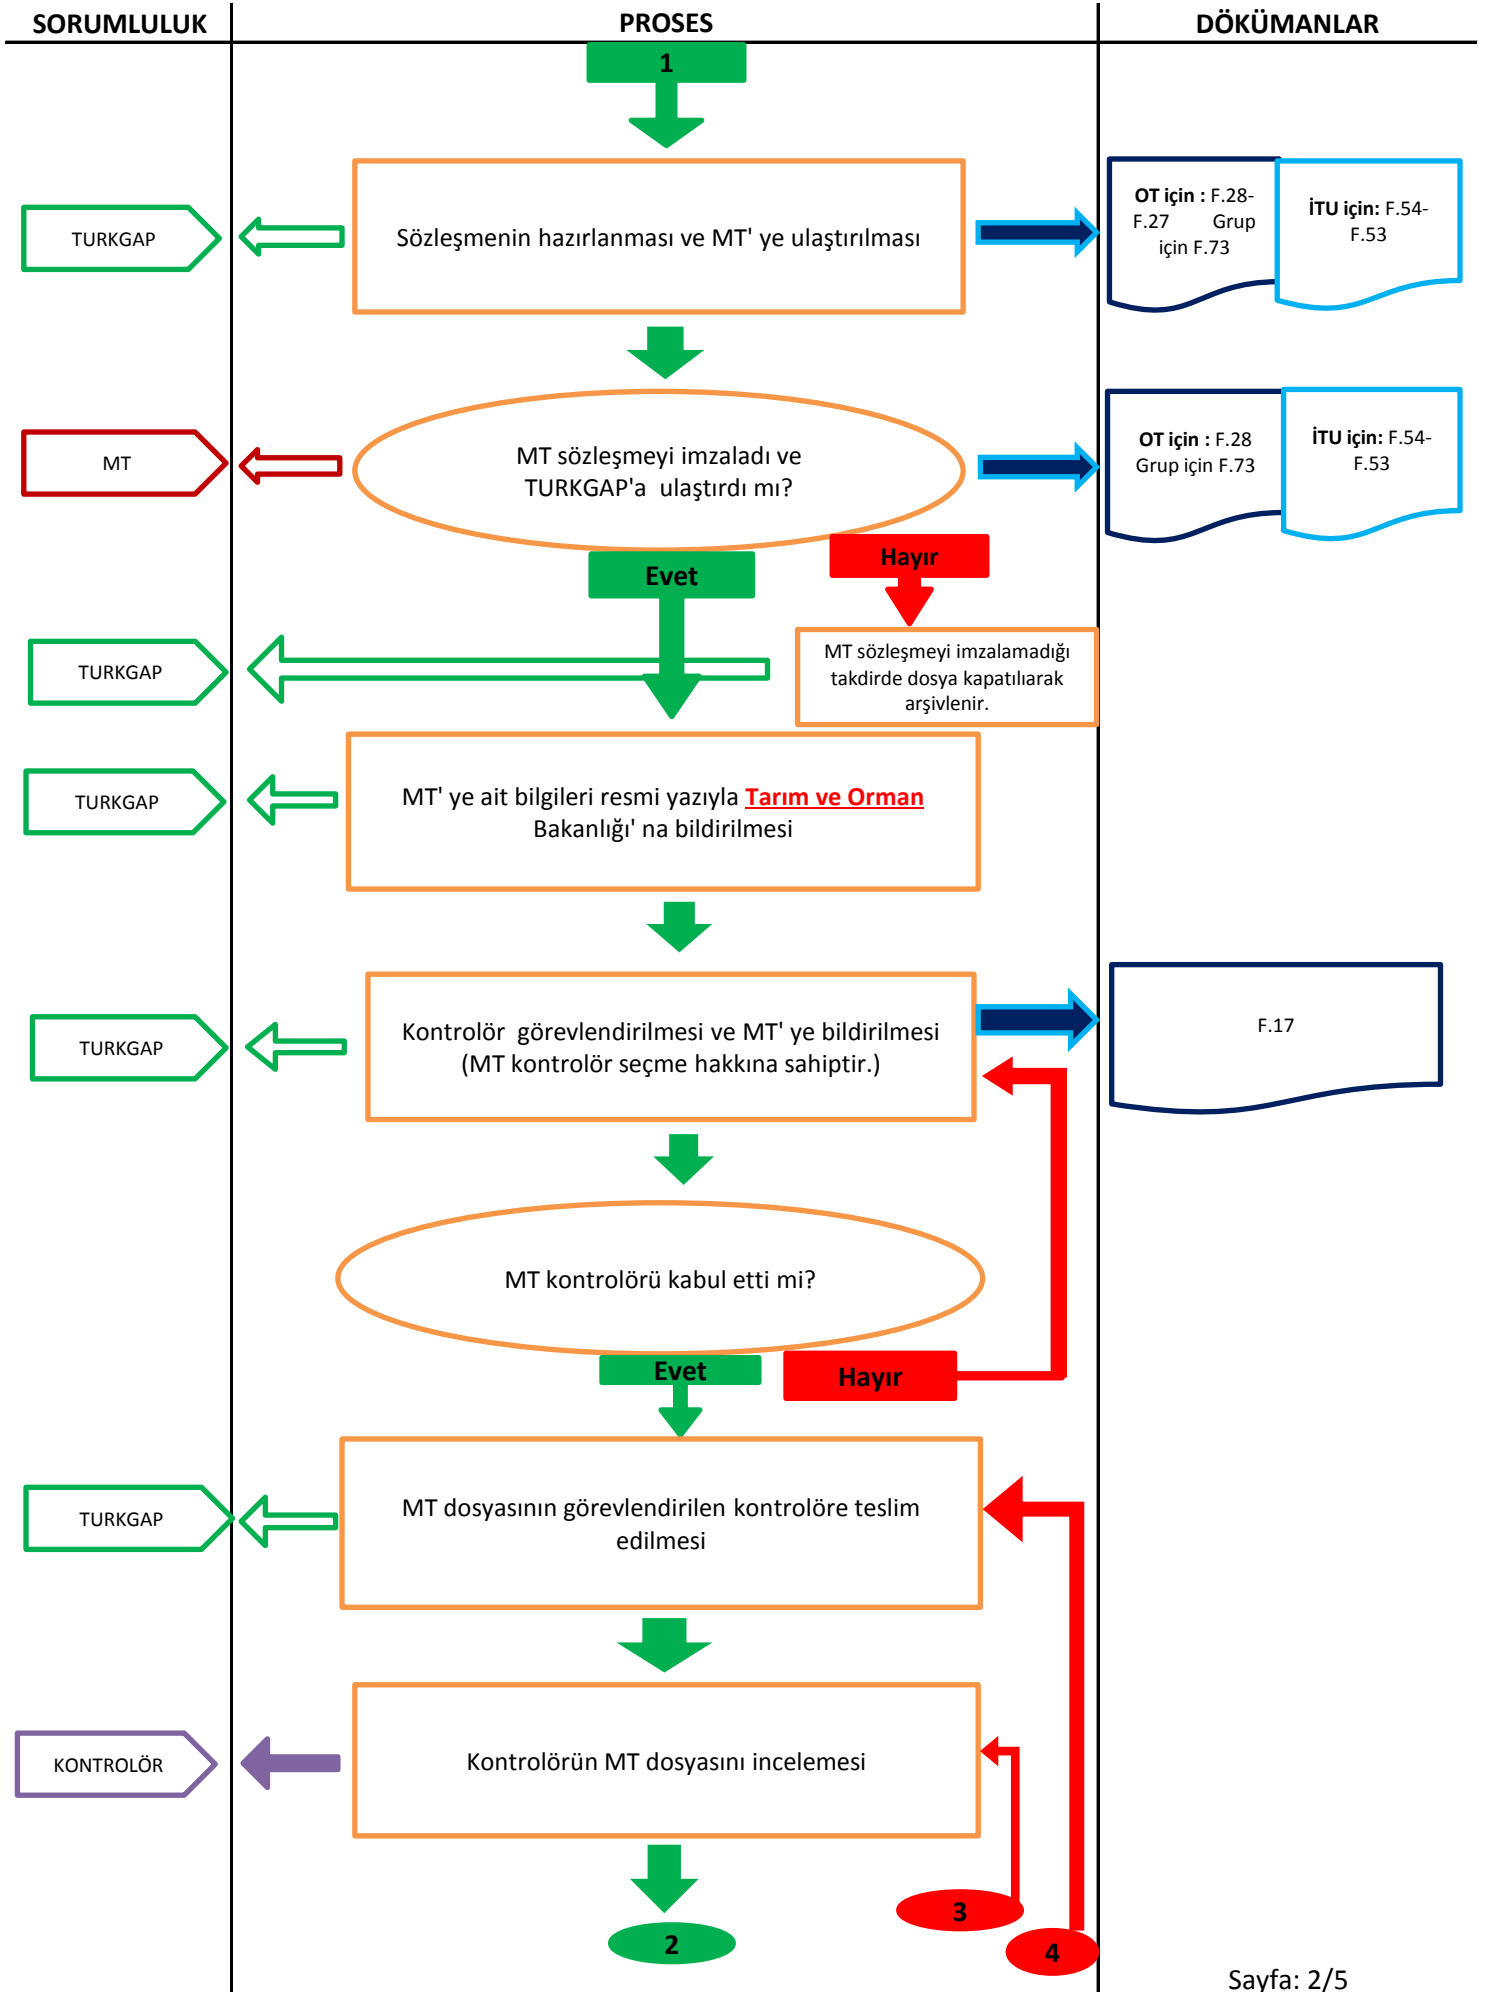 SORUMLULUK
PROSES
DÖKÜMANLAR
1
TURKGAP
Sözleşmenin hazırlanması ve MT' ye ulaştırılması
OT için : F.28-
F.27 Grup
için F.73
İTU için: F.54-
F.53
MT
MT sözleşmeyi imzaladı ve
TURKGAP'a ulaştırdı mı?
OT için : F.28
Grup için F.73
İTU için: F.54-
F.53
Evet
Hayır
TURKGAP
MT sözleşmeyi imzalamadığı
takdirde dosya kapatılıarak
arşivlenir.
TURKGAP
MT' ye ait bilgileri resmi yazıyla Tarım ve Orman
Bakanlığı' na bildirilmesi
TURKGAP
Kontrolör görevlendirilmesi ve MT' ye bildirilmesi
(MT kontrolör seçme hakkına sahiptir.)
F.17
MT kontrolörü kabul etti mi?
Evet
Hayır
TURKGAP
MT dosyasının görevlendirilen kontrolöre teslim
edilmesi
KONTROLÖR
Kontrolörün MT dosyasını incelemesi
3
2
4
Sayfa: 2/5